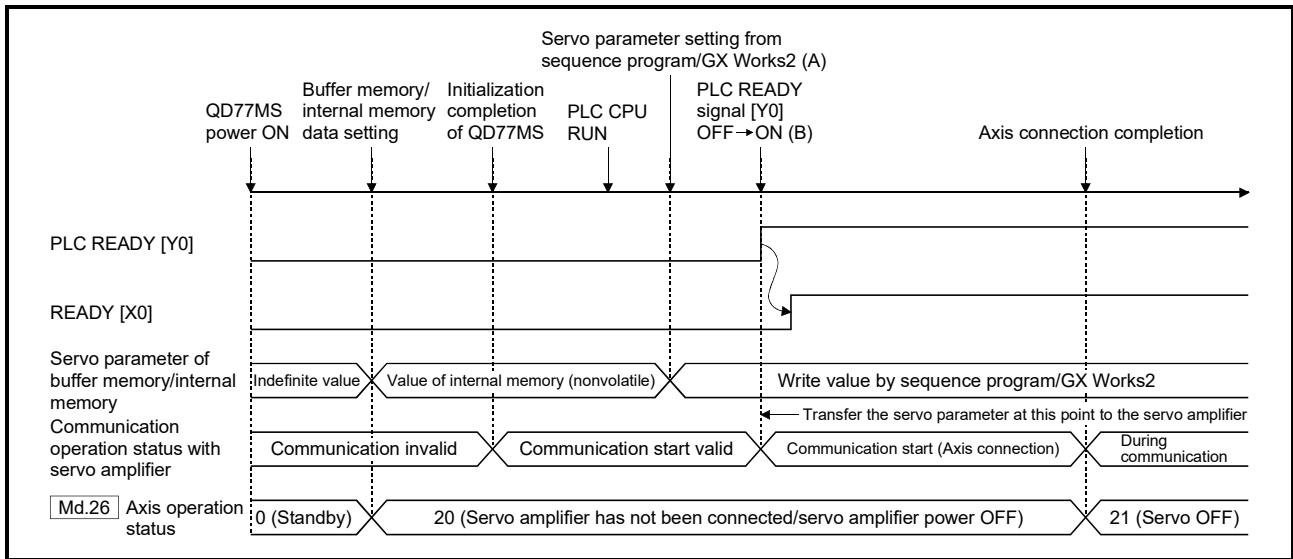 Servo parameter setting from
sequence program/GX Works2 (A)
QD77MS
power ON
Buffer memory/
internal memory
data setting
Initialization
completion
of QD77MS
PLC CPU
RUN
PLC READY
signal [Y0]
OFF→ON (B)
Axis connection completion
PLC READY [Y0]
READY [X0]
Servo parameter of
buffer memory/internal
memory
Indefinite value
Value of internal memory (nonvolatile)
Write value by sequence program/GX Works2
Transfer the servo parameter at this point to the servo amplifier
Communication
operation status with
servo amplifier
Communication invalid
Communication start valid
Communication start (Axis connection)
During
communication
Md.26 Axis operation
status
0 (Standby)
20 (Servo amplifier has not been connected/servo amplifier power OFF)
21 (Servo OFF)